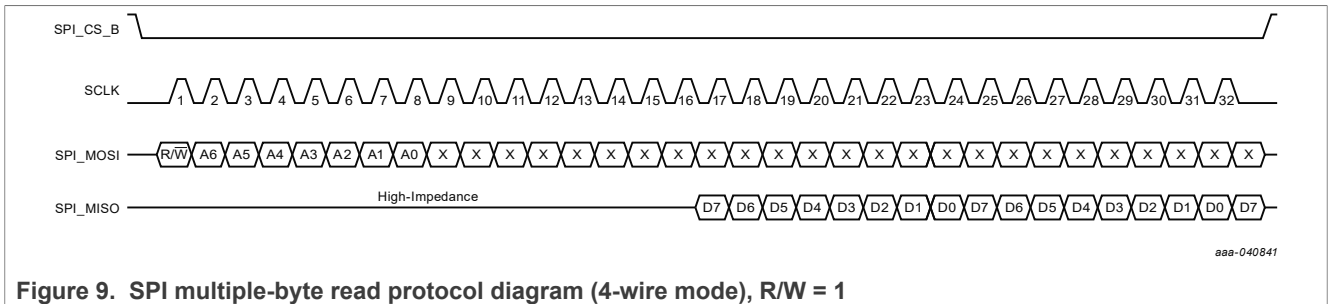 SPI_CS_B
SCLK 1 2 3 4 5 6 7 8 9 10 11 12 13 14 15 16 17 18 19 20 21 22 23 24 25 26 27 28 29 30 31 32
SPI_MOSI R/W̅ A6 A5 A4 A3 A2 A1 A0 X X X X X X X X X X X X X X X X X X X X X X X X X
High-Impedance
SPI_MISO D7 D6 D5 D4 D3 D2 D1 D0 D7 D6 D5 D4 D3 D2 D1 D0 D7
aaa-040841
Figure 9. SPI multiple-byte read protocol diagram (4-wire mode), R/W = 1